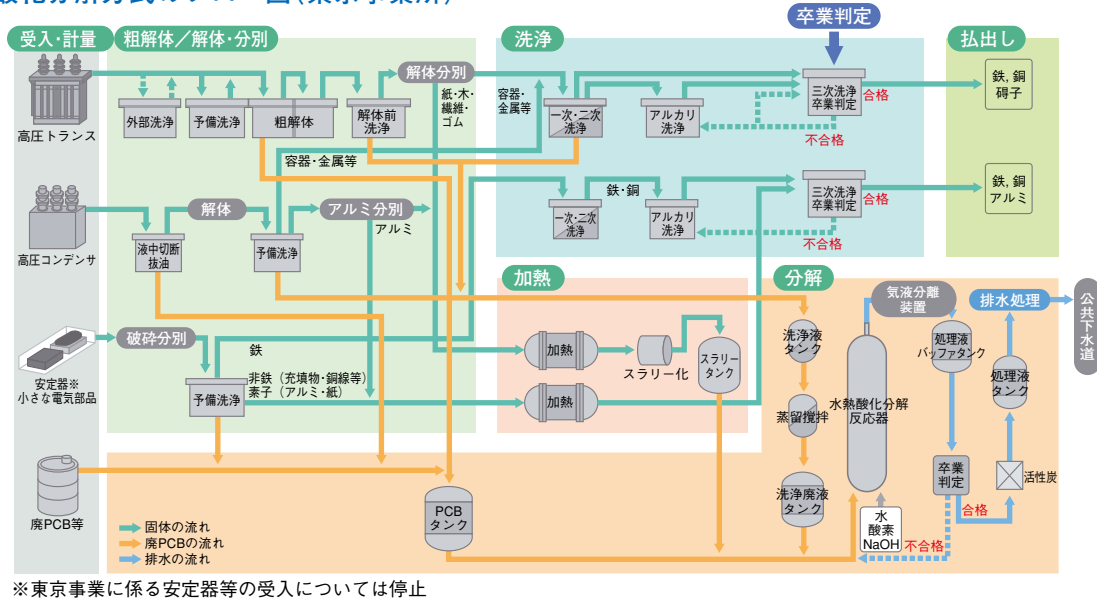 卒業判定
受入・計量
粗解体／解体・分別
洗浄
払出し
高圧トランス
外部洗浄
予備洗浄
粗解体
解体前
洗浄
解体分別
紙・木・
繊維・
ゴム
容器・
金属等
一次・二次
洗浄
アルカリ
洗浄
三次洗浄
卒業判定
合格
不合格
鉄, 銅
碍子
容器・金属等
高圧コンデンサ
液中切断
抜油
解体
予備洗浄
アルミ分別
アルミ
鉄・銅
一次・二次
洗浄
アルカリ
洗浄
三次洗浄
卒業判定
合格
不合格
鉄, 銅
アルミ
加熱
分解
安定器※
小さな電気部品
破砕分別
鉄
予備洗浄
非鉄（充填物・銅線等）
素子（アルミ・紙）
加熱
スラリー化
スラリー
タンク
加熱
洗浄液
タンク
蒸留攪拌
洗浄廃液
タンク
水熱酸化分解
反応器
気液分離
装置
処理液
バッファタンク
卒業
判定
合格
不合格
水
酸素
NaOH
活性炭
処理液
タンク
排水処理
公共下水道
廃PCB等
PCB
タンク
固体の流れ
廃PCBの流れ
排水の流れ
※東京事業に係る安定器等の受入については停止